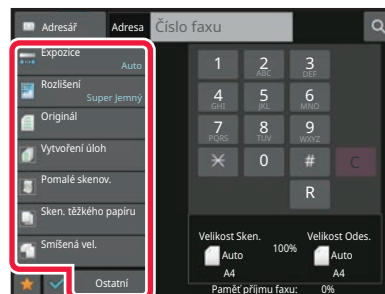 Adresář
Adresa
Číslo faxu
Expozice
Auto
Rozlišení
Super Jemný
Originál
Vytvoření úloh
Pomalé skenov.
Sken. těžkého papíru
Smíšená vel.
Ostatní
1
2
ABC
3
DEF
4
GHI
5
JKL
6
MNO
7
PQRS
8
TUV
9
WXYZ
0
#
C
R
Velikost Sken.
Auto
A4
100%
Velikost Odes.
Auto
A4
Paměť příjmu faxu: 0%